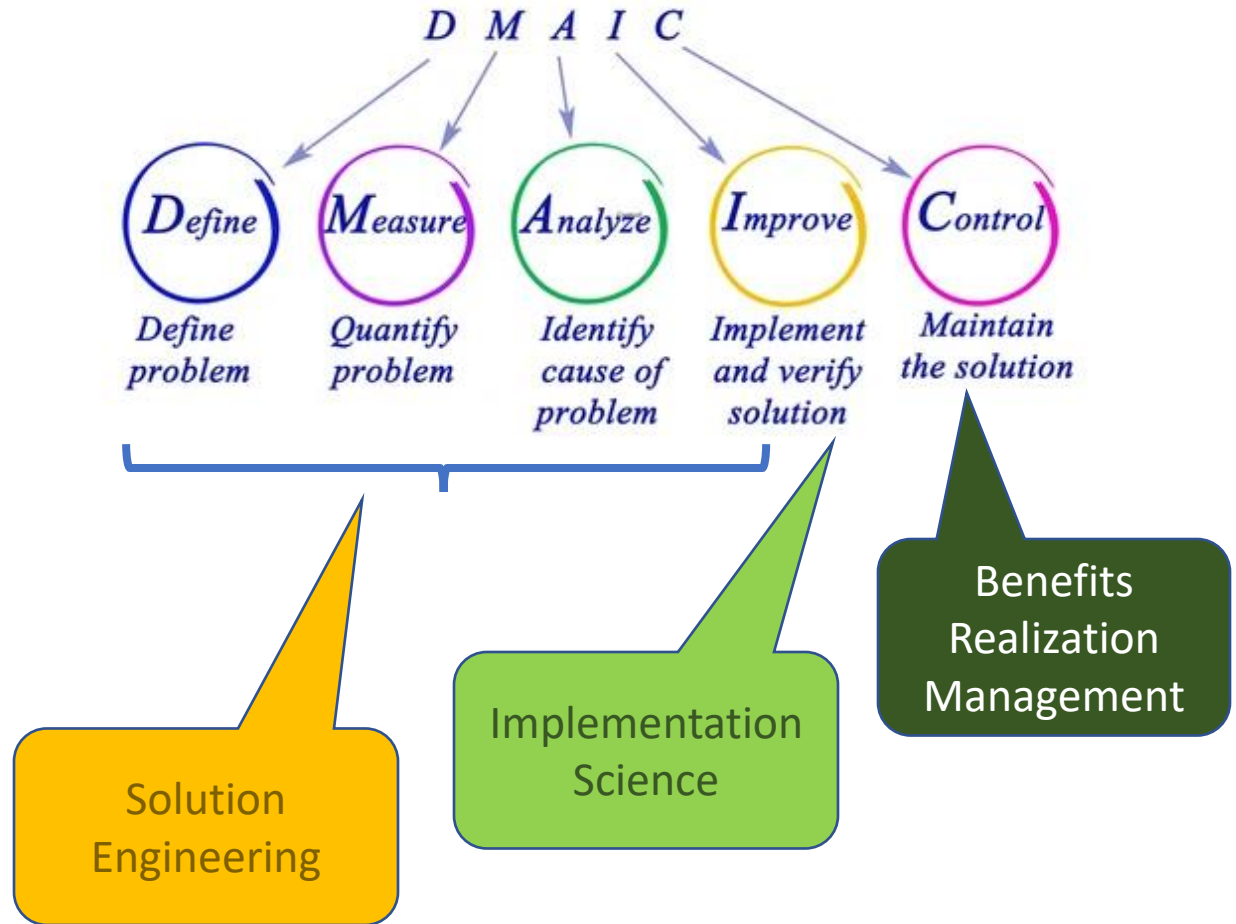 D M A I C
Define
Measure
Analyze
Improve
Control
Define
problem
Quantify
problem
Identify
cause of
problem
Implement
and verify
solution
Maintain
the solution
Solution
Engineering
Implementation
Science
Benefits
Realization
Management